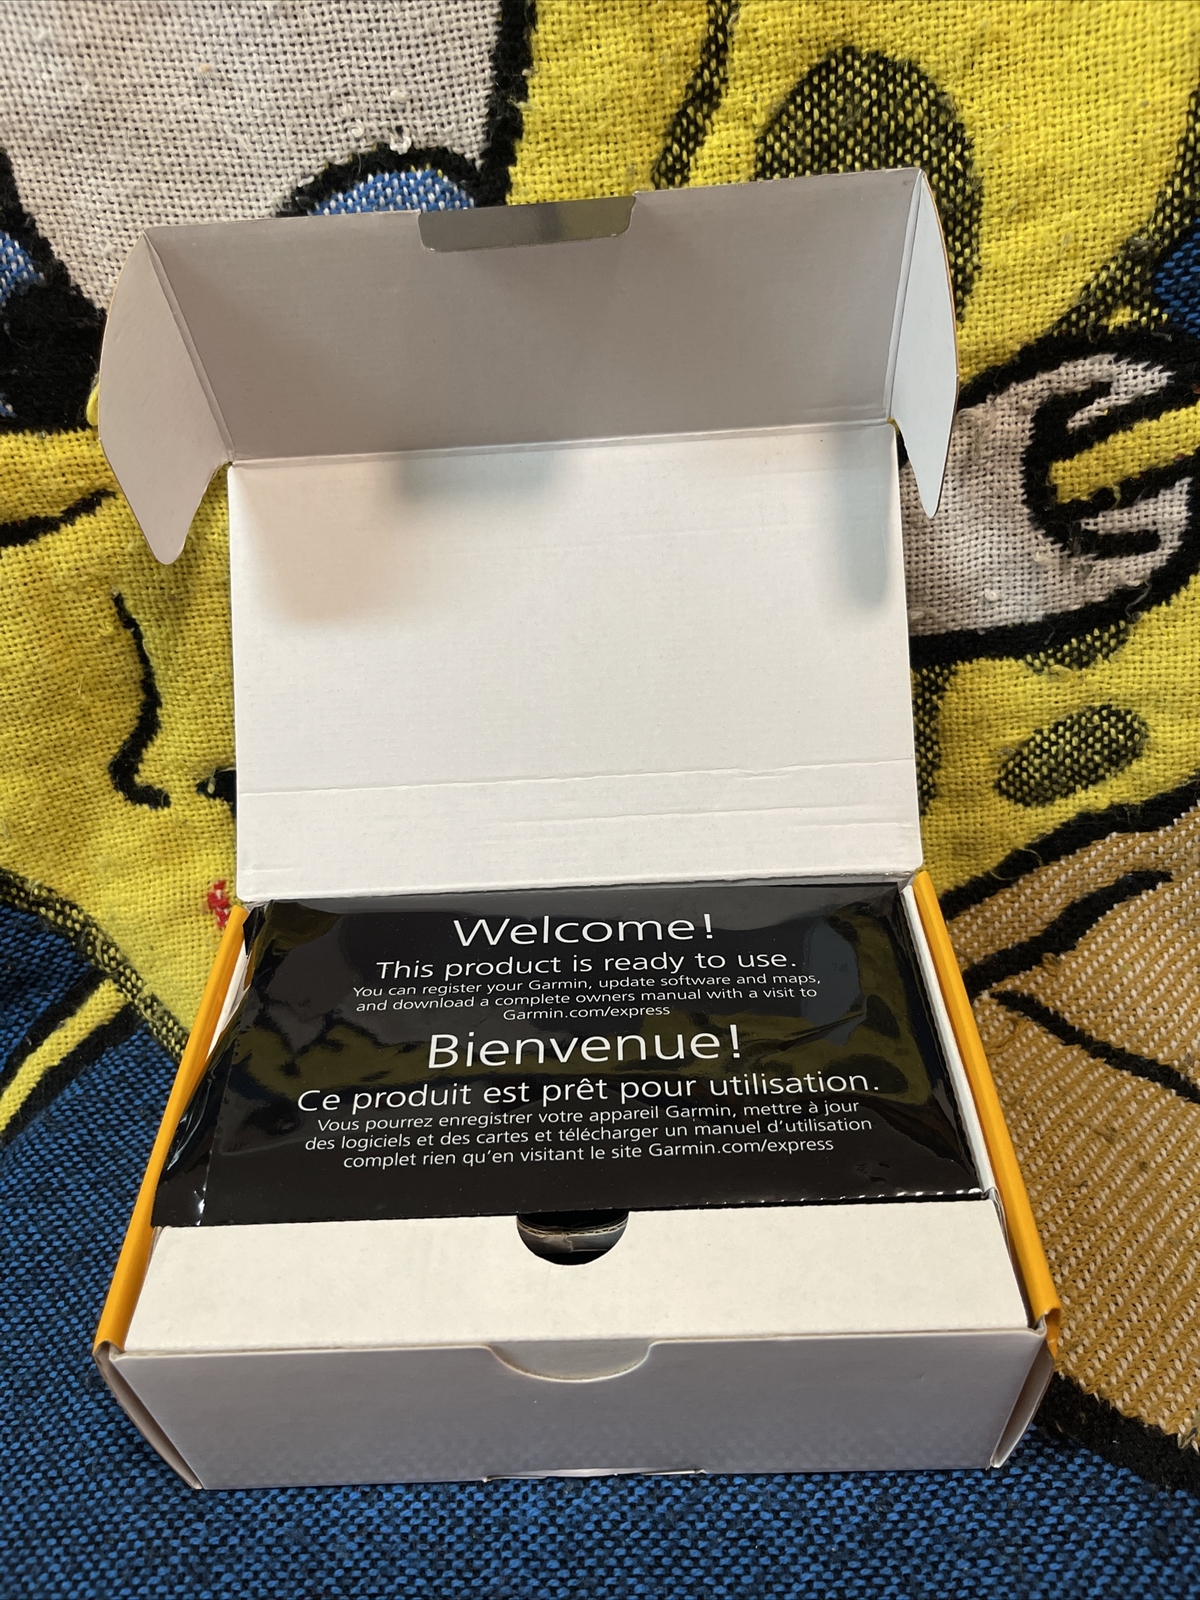 Welcome!
This product is ready to use.
You can register your Garmin, update software and maps,
and download a complete owners manual with a visit to
Garmin.com/express
Bienvenue!
Ce produit est prêt pour utilisation.
Vous pourrez enregistrer votre appareil Garmin, mettre à jour
des logiciels et des cartes et télécharger un manuel d'utilisation
complet rien qu'en visitant le site Garmin.com/express